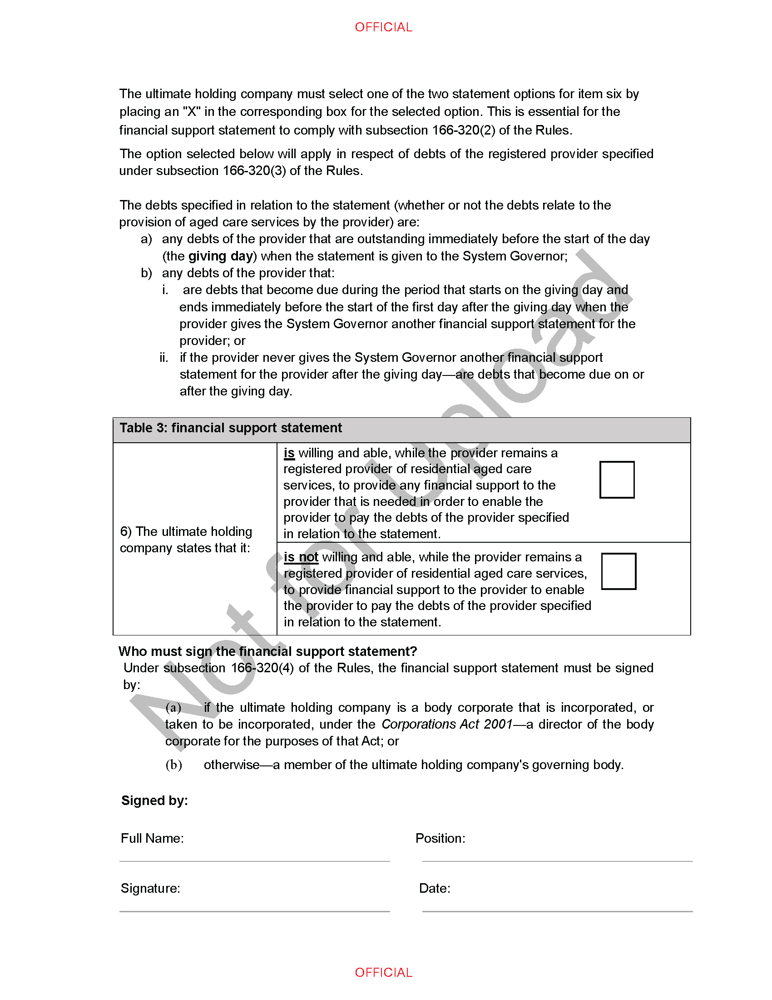 OFFICIAL
The ultimate holding company must select one of the two statement options for item six by
placing an "X" in the corresponding box for the selected option. This is essential for the
financial support statement to comply with subsection 166-320(2) of the Rules.
The option selected below will apply in respect of debts of the registered provider specified
under subsection 166-320(3) of the Rules.
The debts specified in relation to the statement (whether or not the debts relate to the
provision of aged care services by the provider) are:
a) any debts of the provider that are outstanding immediately before the start of the day
(the giving day) when the statement is given to the System Governor;
b) any debts of the provider that:
i. are debts that become due during the period that starts on the giving day and
ends immediately before the start of the first day after the giving day when the
provider gives the System Governor another financial support statement for the
provider; or
ii. if the provider never gives the System Governor another financial support
statement for the provider after the giving day—are debts that become due on or
after the giving day.
Table 3: financial support statement
6) The ultimate holding
company states that it:
is willing and able, while the provider remains a
registered provider of residential aged care
services, to provide any financial support to the
provider that is needed in order to enable the
provider to pay the debts of the provider specified
in relation to the statement.
is not willing and able, while the provider remains a
registered provider of residential aged care services,
to provide financial support to the provider to enable
the provider to pay the debts of the provider specified
in relation to the statement.
Who must sign the financial support statement?
Under subsection 166-320(4) of the Rules, the financial support statement must be signed
by:
(a) if the ultimate holding company is a body corporate that is incorporated, or
taken to be incorporated, under the Corporations Act 2001—a director of the body
corporate for the purposes of that Act; or
(b) otherwise—a member of the ultimate holding company's governing body.
Signed by:
Full Name: Position:
Signature: Date:
Not for Upload
OFFICIAL